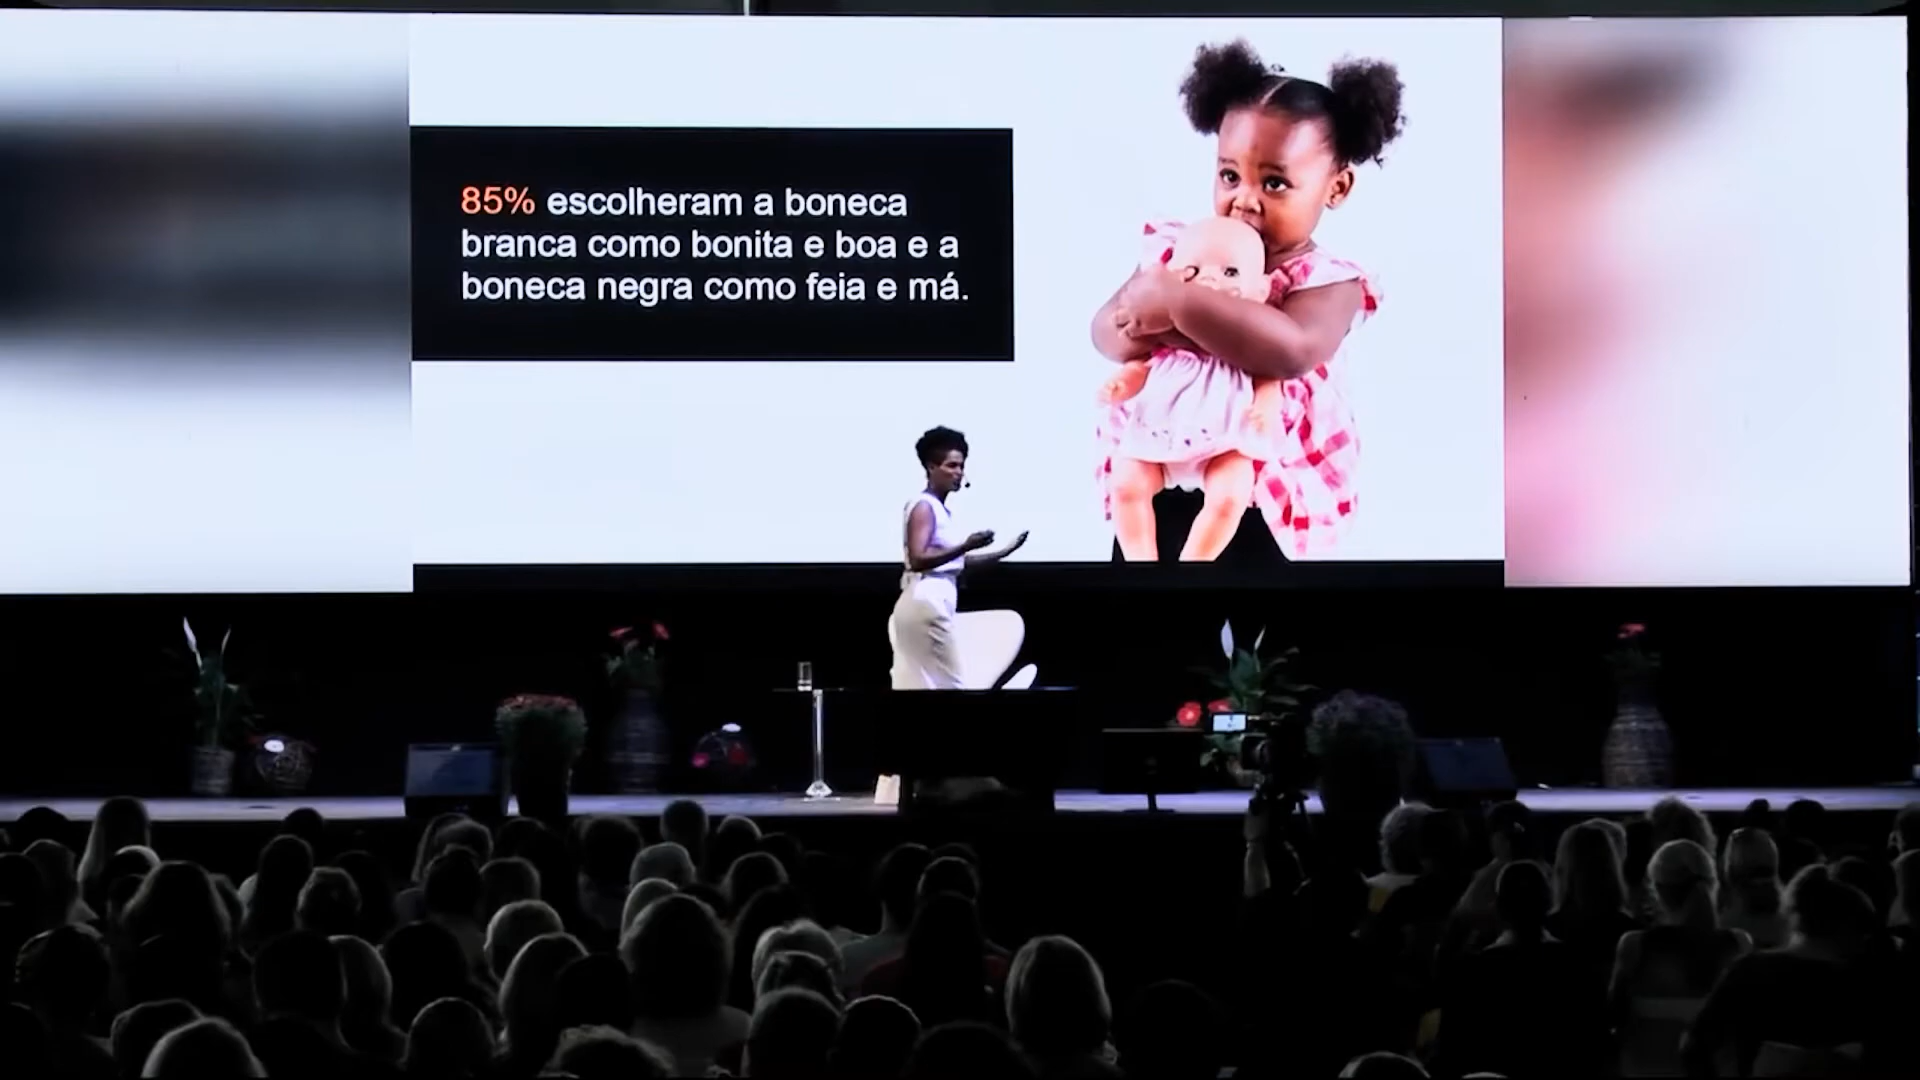 85% escolheram a boneca
branca como bonita e boa e a
boneca negra como feia e má.